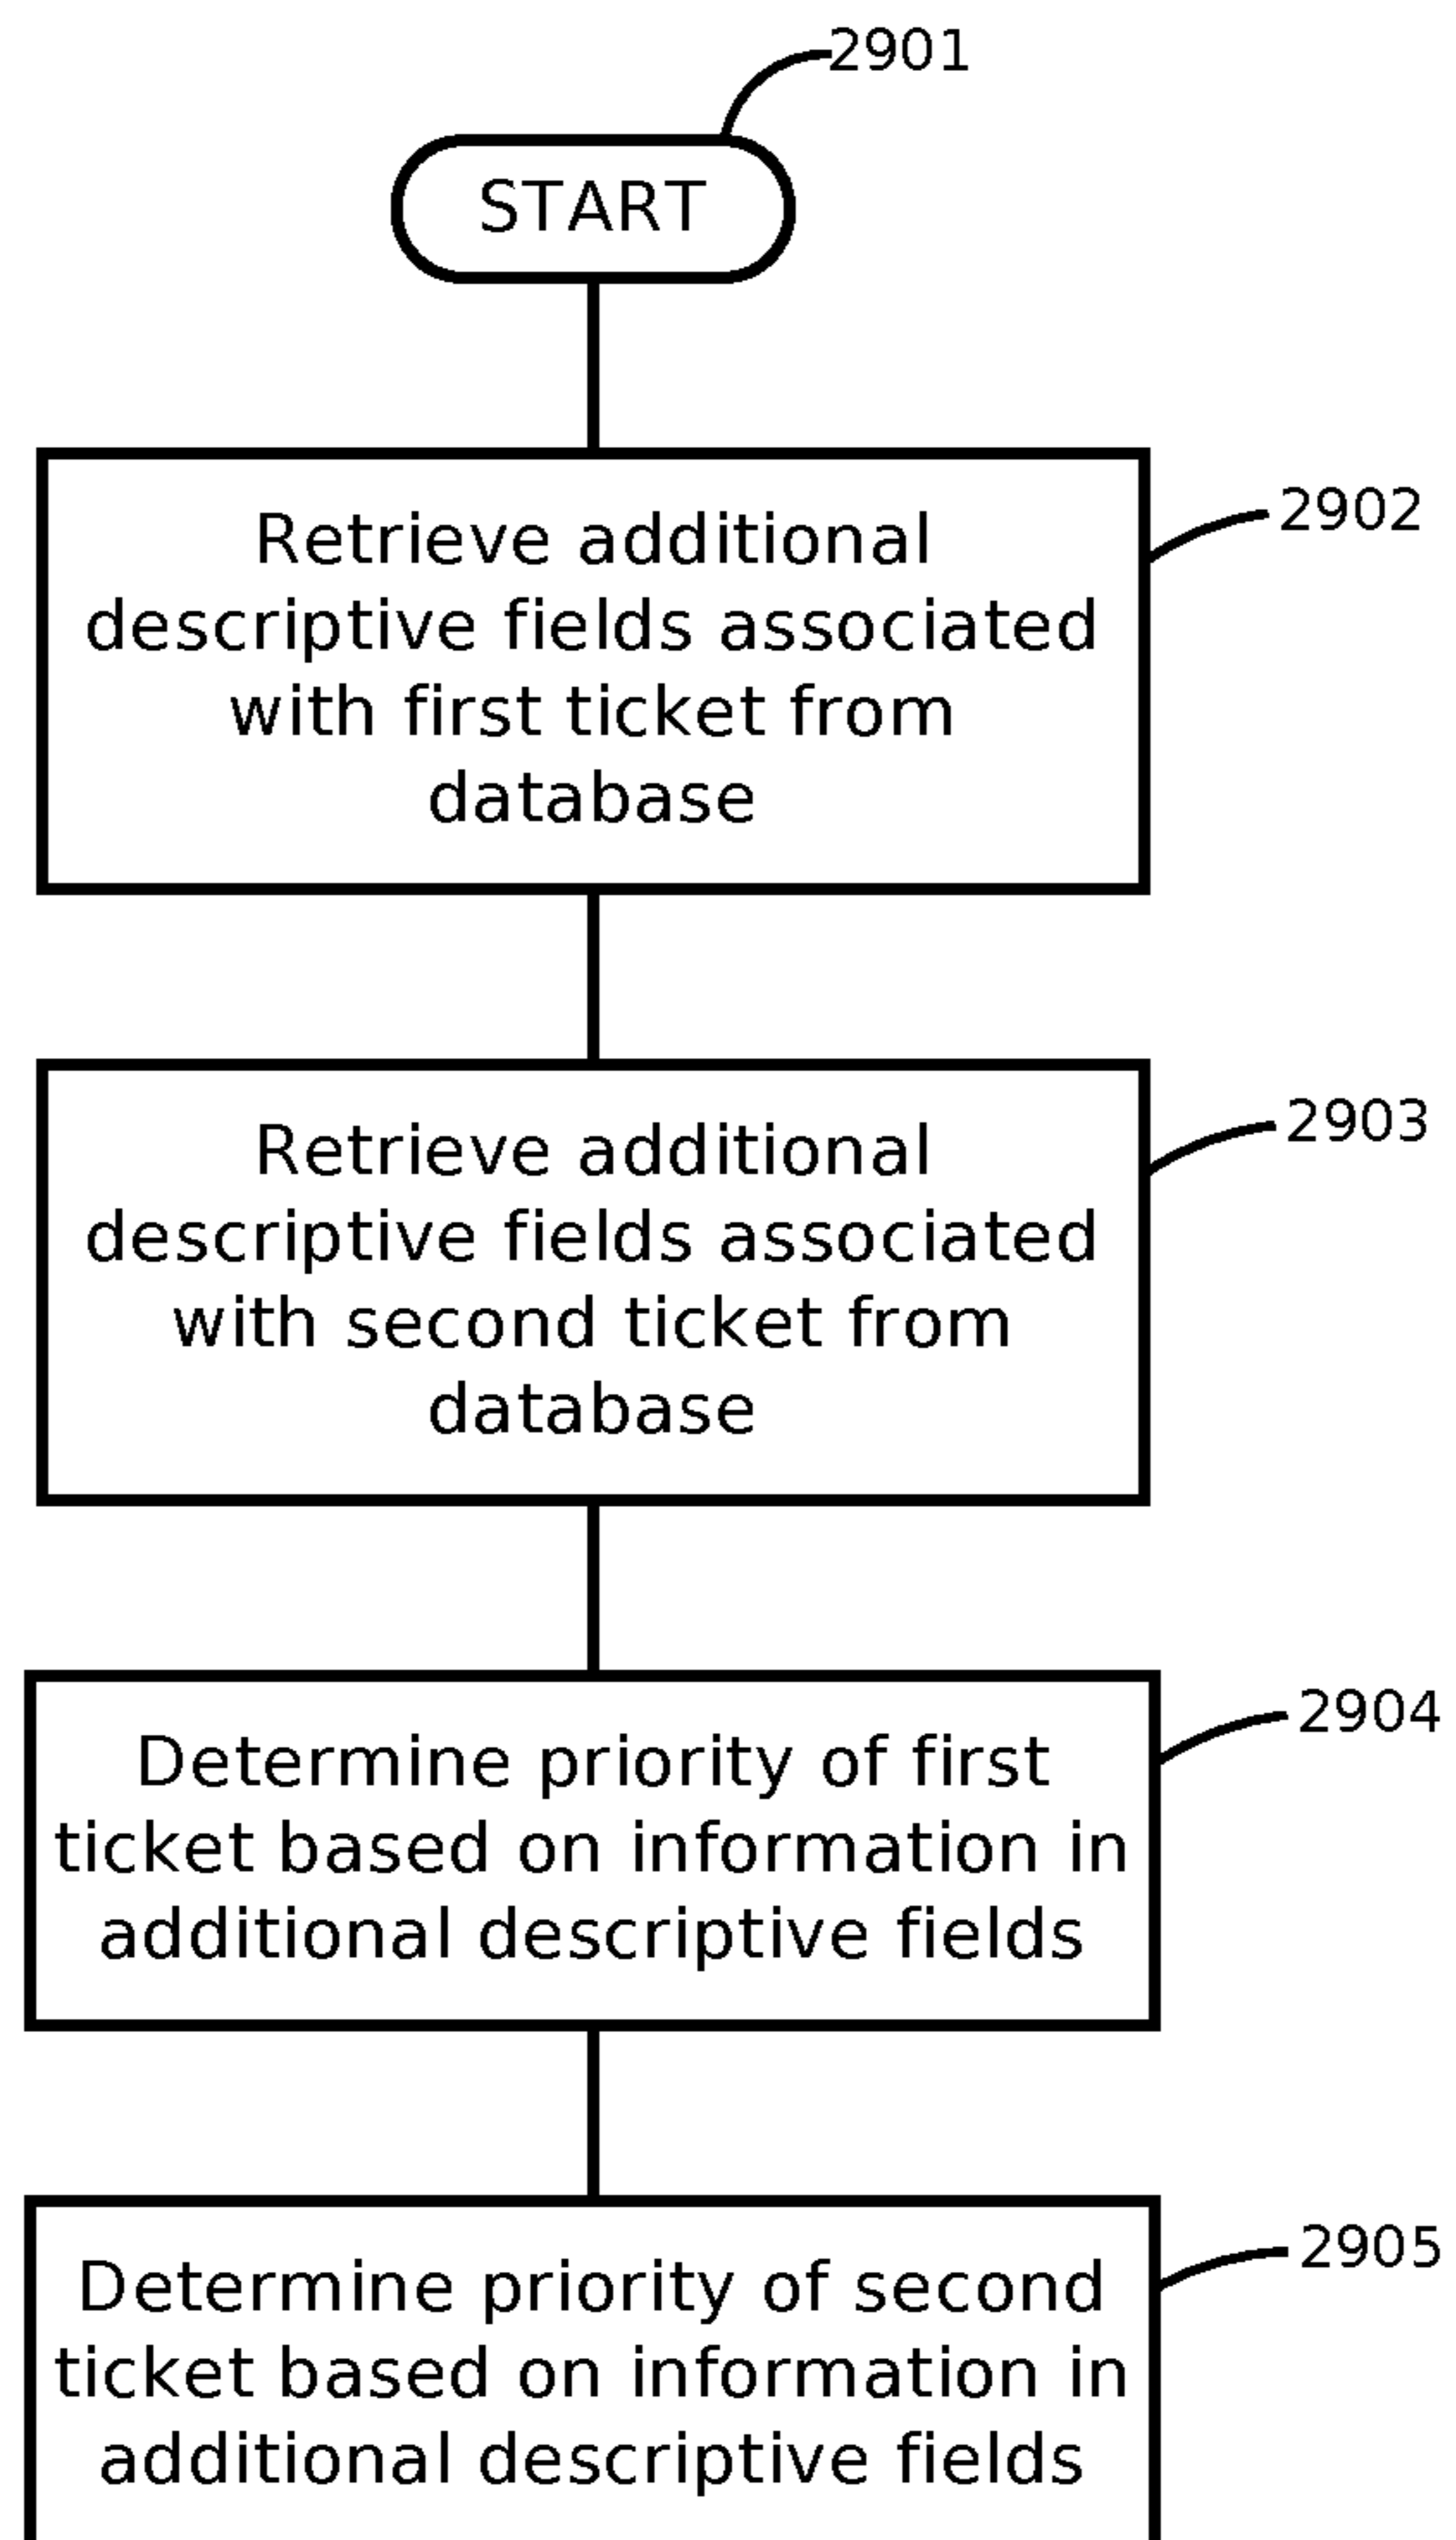 2901
START
Retrieve additional
descriptive fields associated
with first ticket from
database
2902
Retrieve additional
descriptive fields associated
with second ticket from
database
2903
Determine priority of first
ticket based on information in
additional descriptive fields
2904
Determine priority of second
ticket based on information in
additional descriptive fields
2905